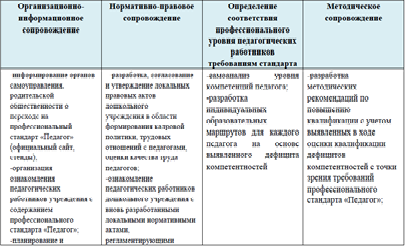 Организационно-
информационное
сопровождение
Нормативно-правовое
сопровождение
Определение
соответствия
профессионального
уровня педагогических
работников
требованиям стандарта
Методическое
сопровождение
-информирование органов
самоуправления,
родительской
общественности о
переходе на
профессиональный
стандарт «Педагог»
(официальный сайт,
стенды);
-организация
ознакомления
педагогических
работников учреждения с
содержанием
профессионального
стандарта «Педагог»;
-планирование и
-разработка, согласование
и утверждение локальных
правовых актов
дошкольного
учреждения в области
формирования кадровой
политики, трудовых
отношений с педагогами,
оценки качества труда
педагогов;
-ознакомление
педагогических работников
дошкольного учреждения с
вновь разработанными
локальными нормативными
актами,
регламентирующими
-самоанализ уровня
компетенций педагога;
-разработка
индивидуальных
образовательных
маршрутов для каждого
педагога на основе
выявленного дефицита
компетентностей
-разработка
методических
рекомендаций по
повышению
квалификации с учетом
выявленных в ходе
оценки квалификации
дефицитов
компетентностей с точки
зрения требований
профессионального
стандарта «Педагог»;